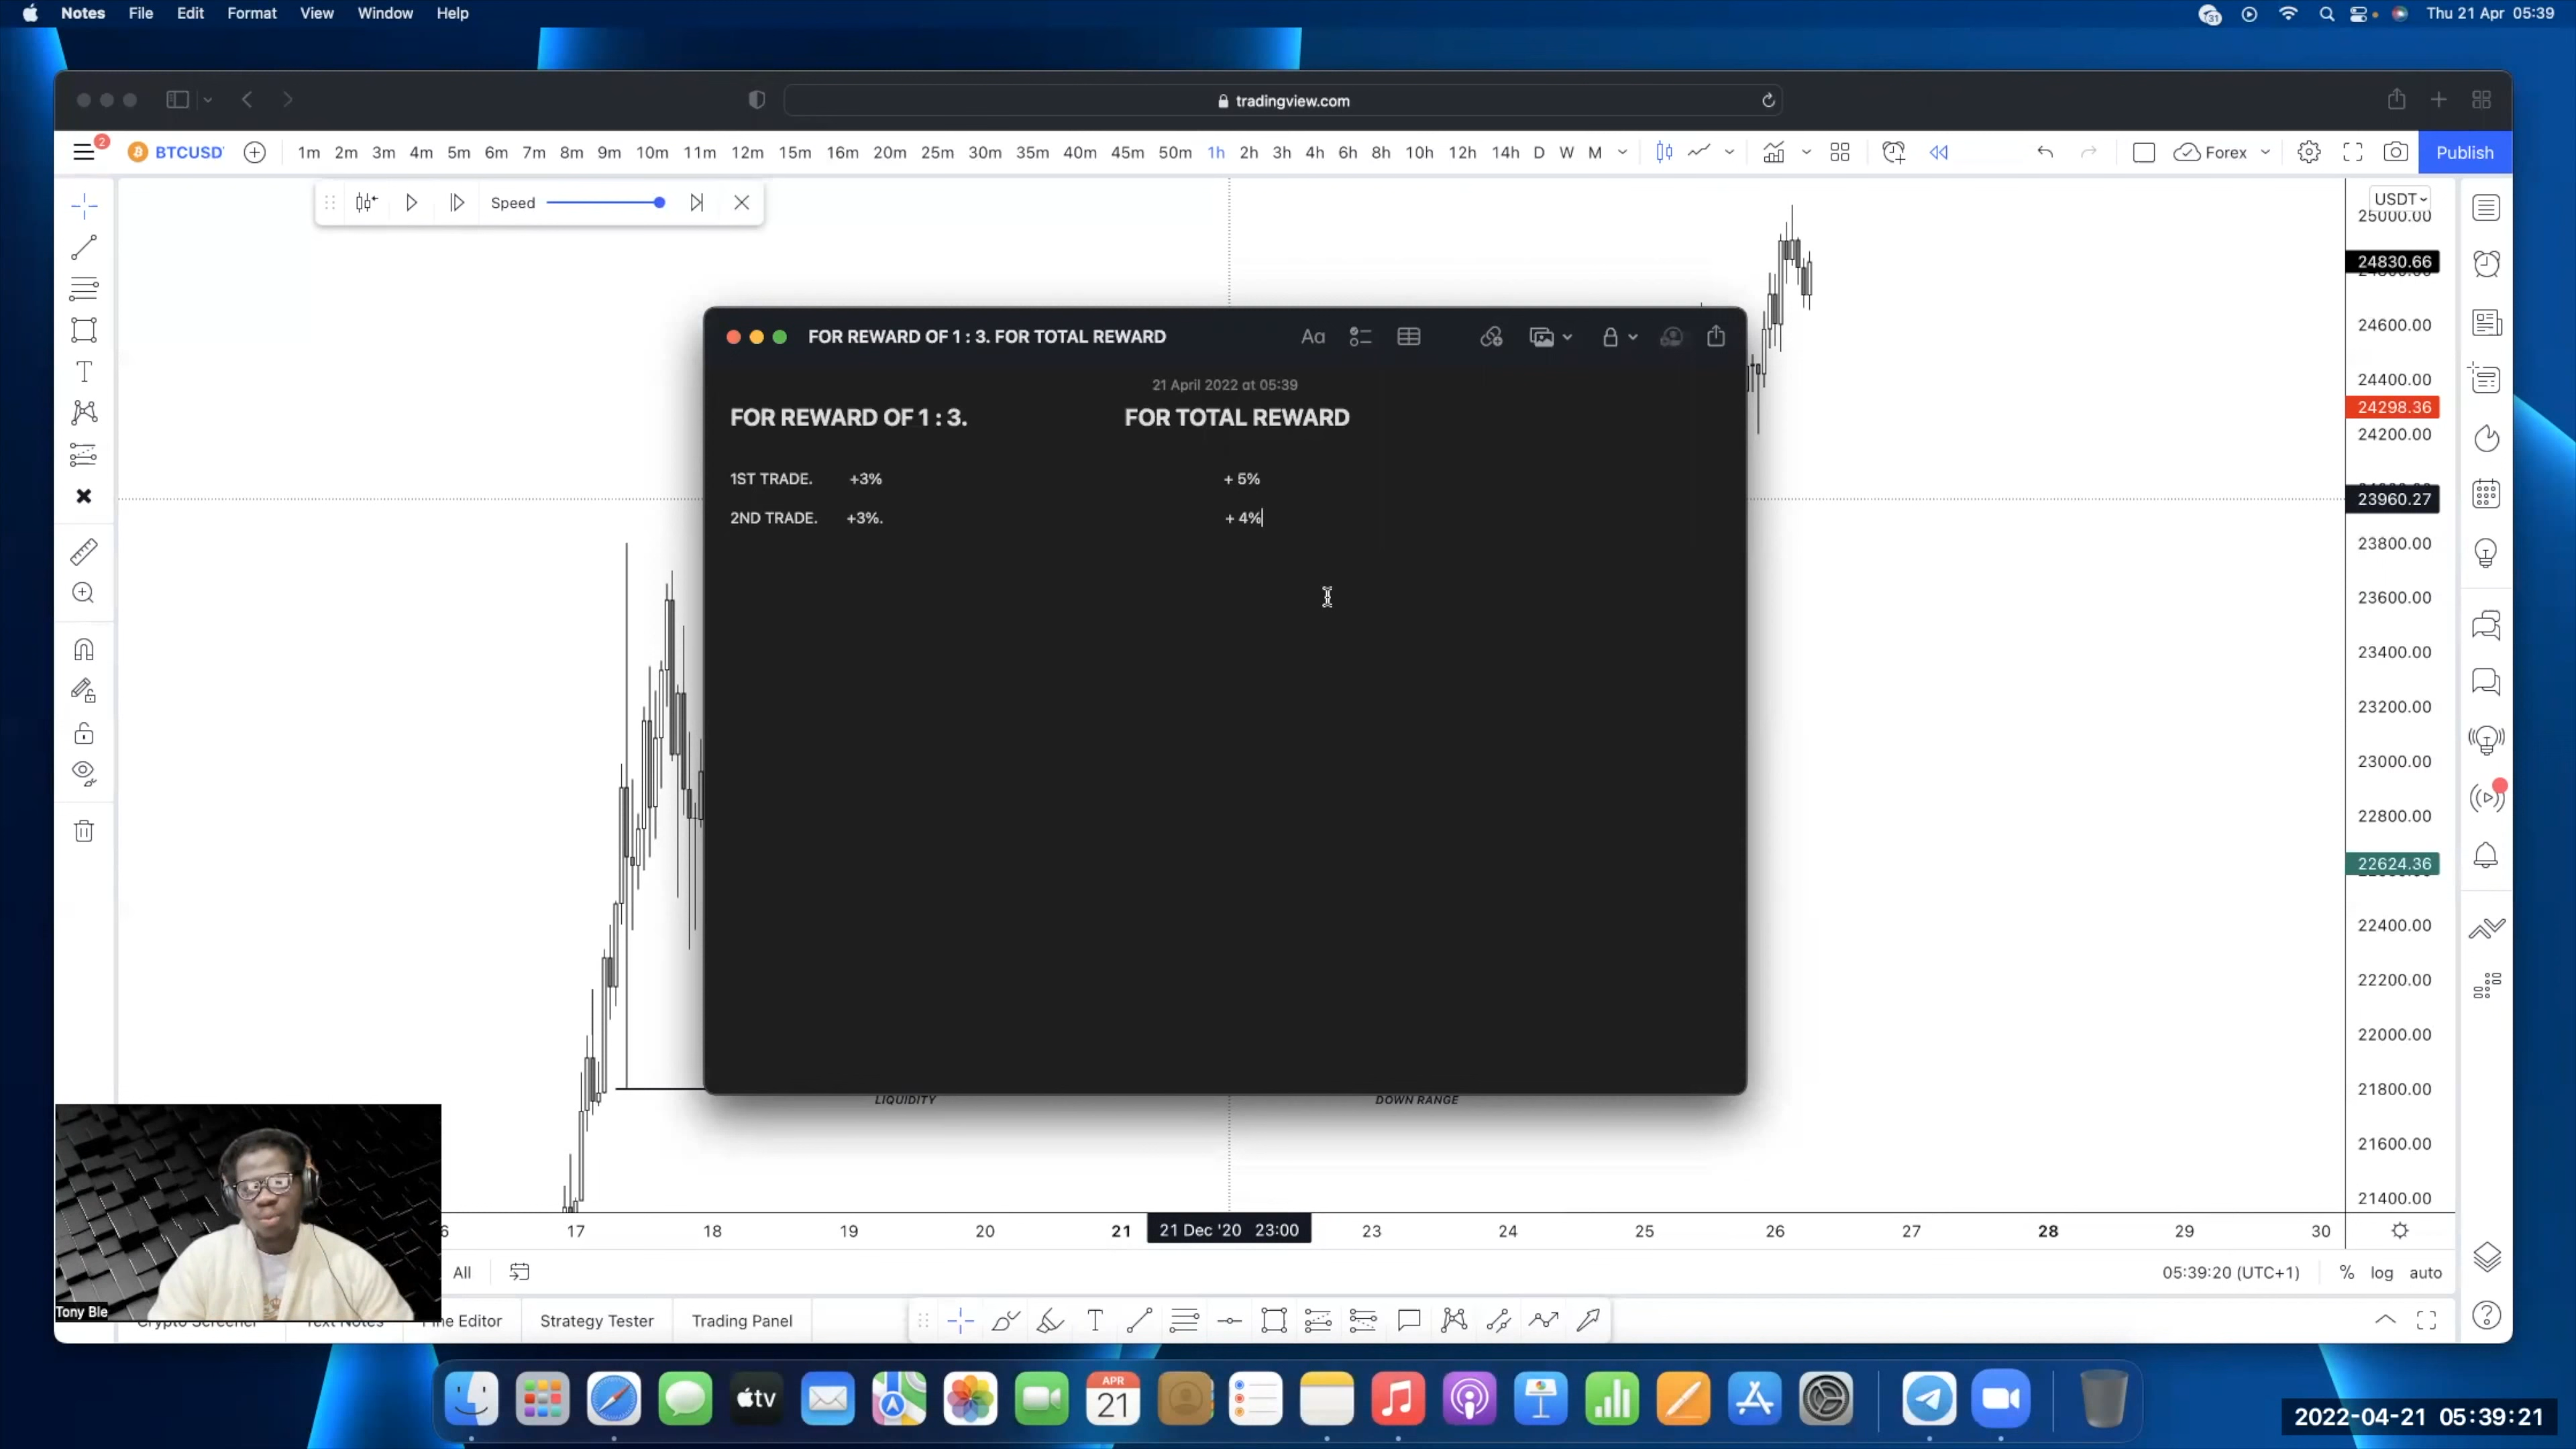 Notes File Edit Format View Window Help
31
Thu 21 Apr 05:39
tradingview.com
2
BTCUSD
1m 2m 3m 4m 5m 6m 7m 8m 9m 10m 11m 12m 15m 16m 20m 25m 30m 35m 40m 45m 50m 1h 2h 3h 4h 6h 8h 10h 12h 14h D W M
Forex
Publish
Speed
USDT
25000.00
24830.66
24600.00
24400.00
24298.36
24200.00
23960.27
23800.00
23600.00
23400.00
23200.00
23000.00
22800.00
22624.36
22400.00
22200.00
22000.00
21800.00
21600.00
21400.00
FOR REWARD OF 1 : 3. FOR TOTAL REWARD
Aa
21 April 2022 at 05:39
FOR REWARD OF 1 : 3. FOR TOTAL REWARD
1ST TRADE. +3% + 5%
2ND TRADE. +3%. + 4%
LIQUIDITY DOWN RANGE
6 17 18 19 20 21 21 Dec '20 23:00 23 24 25 26 27 28 29 30
All
05:39:20 (UTC+1) % log auto
Tony Ble
Strategy Tester Trading Panel
tv
APR
21
2022-04-21 05:39:21